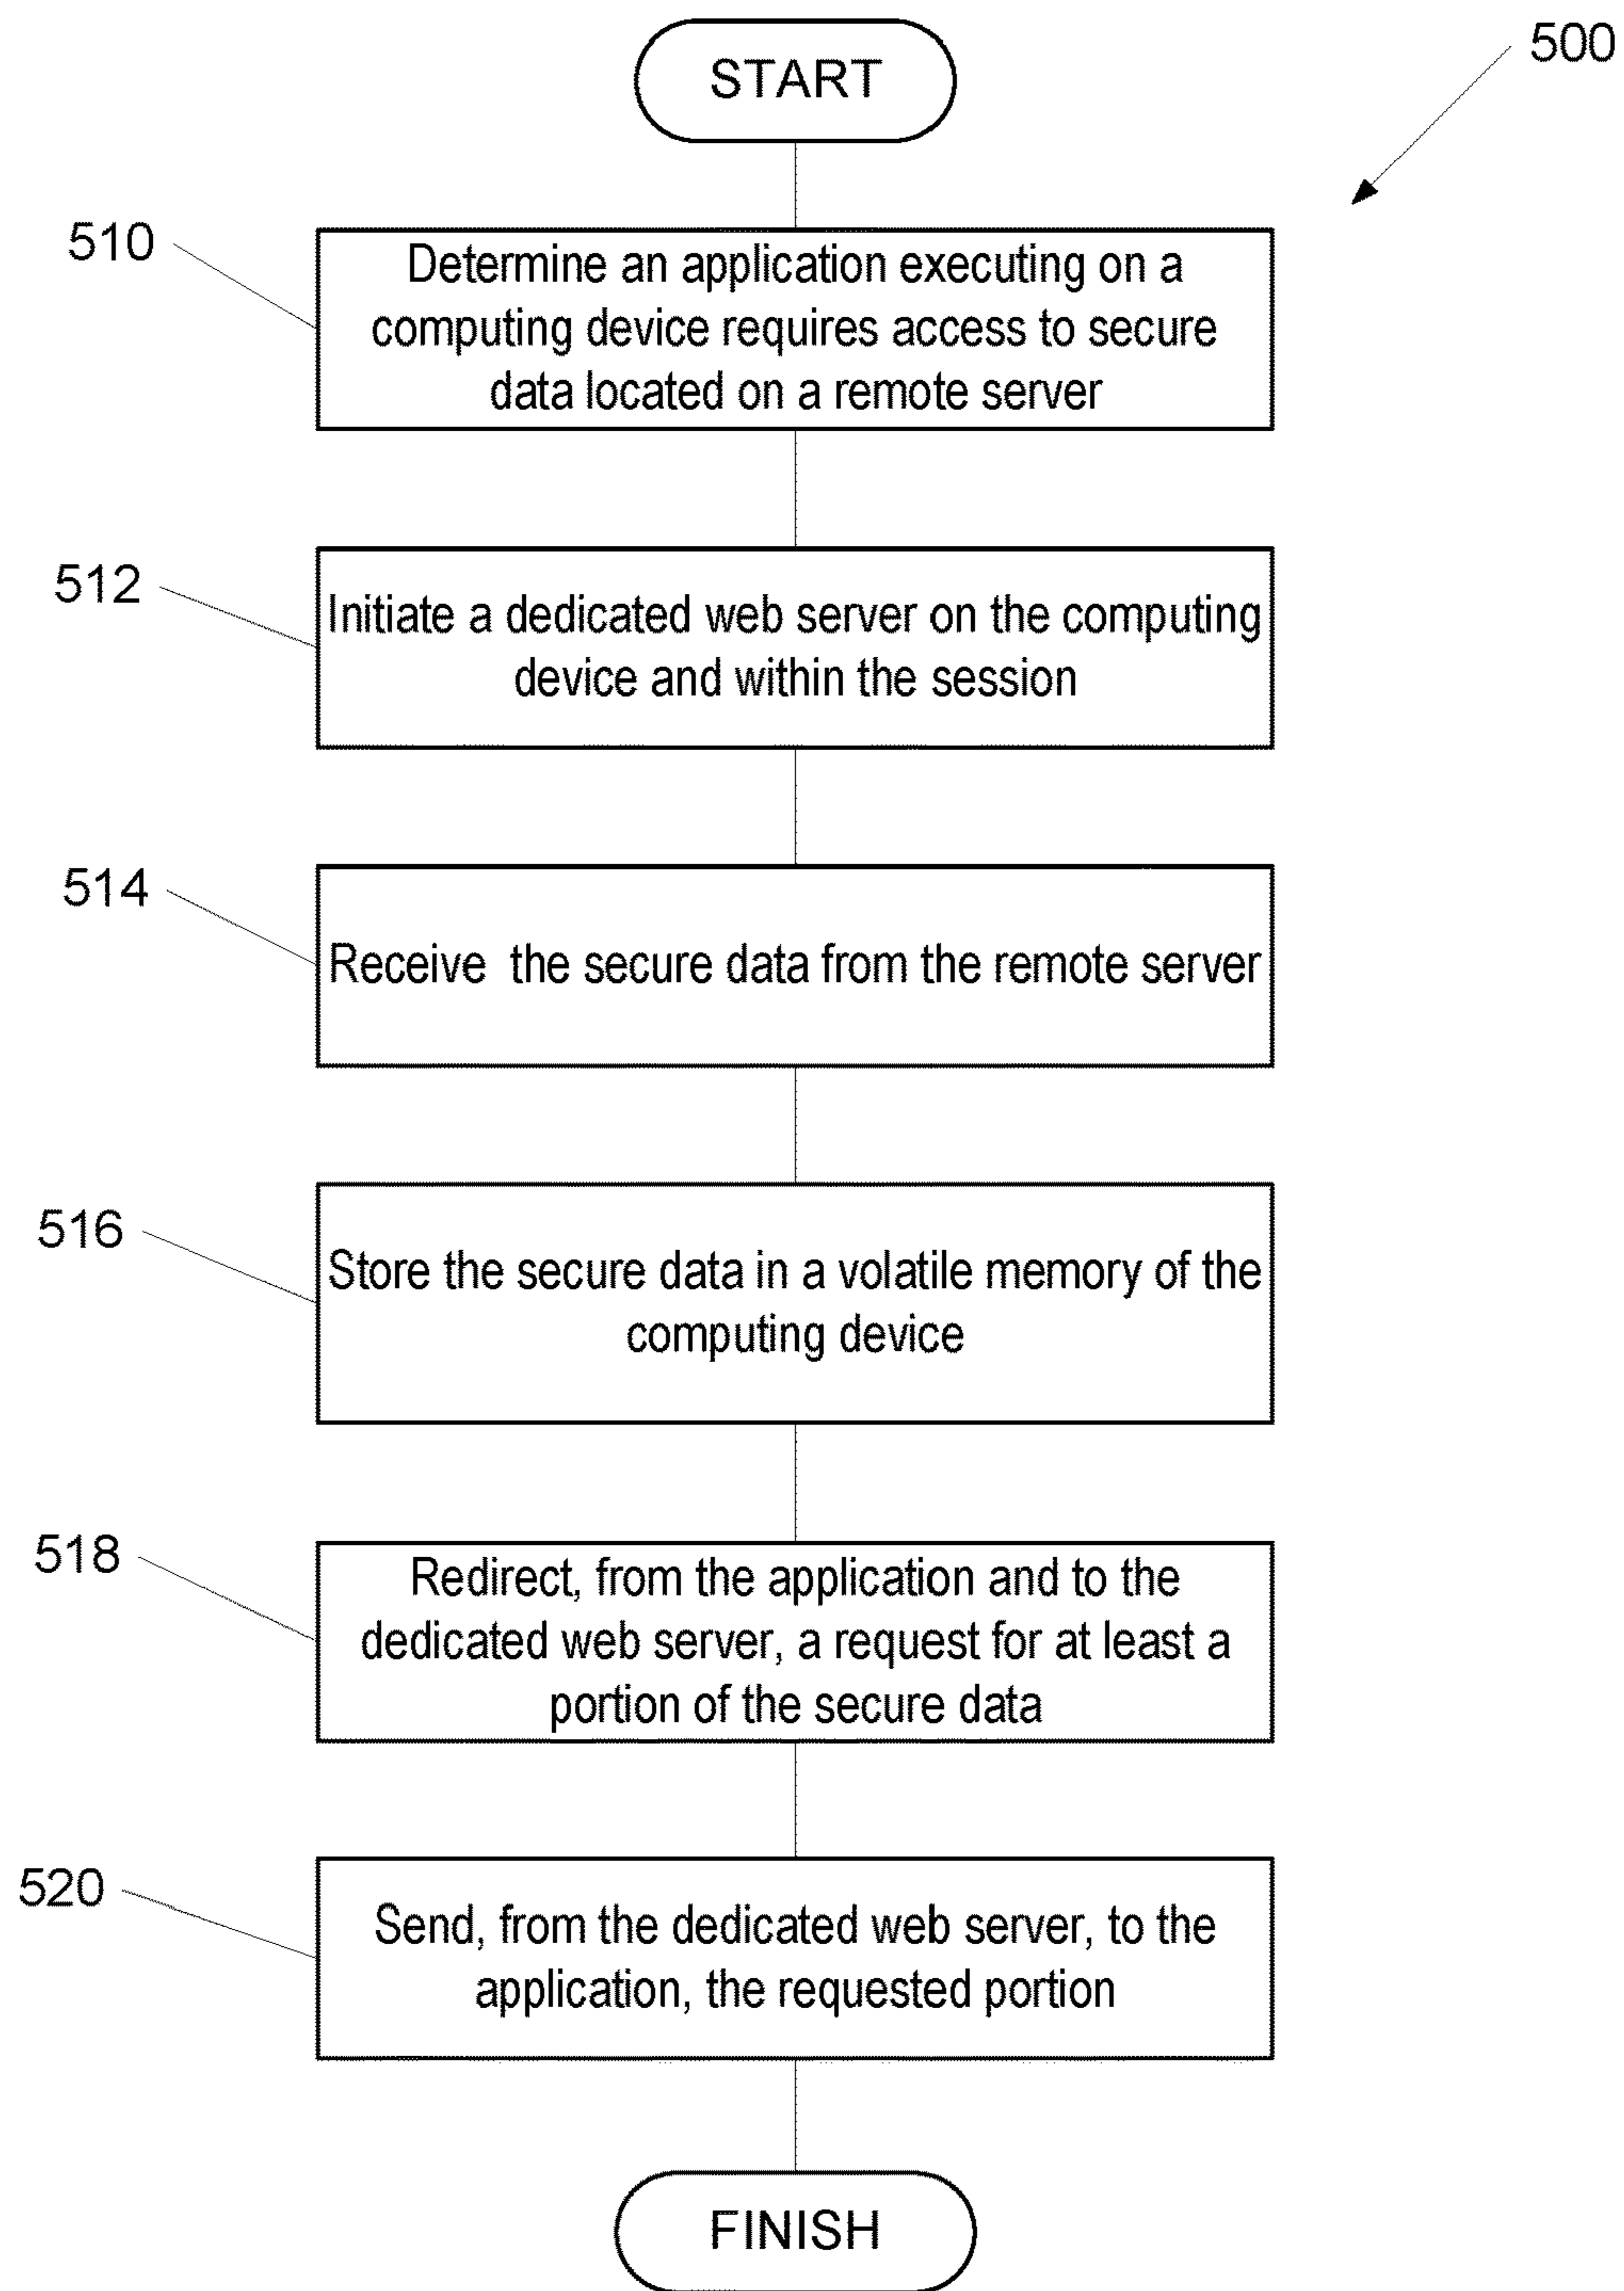 START
500
510
Determine an application executing on a
computing device requires access to secure
data located on a remote server
512
Initiate a dedicated web server on the computing
device and within the session
514
Receive the secure data from the remote server
516
Store the secure data in a volatile memory of the
computing device
518
Redirect, from the application and to the
dedicated web server, a request for at least a
portion of the secure data
520
Send, from the dedicated web server, to the
application, the requested portion
FINISH